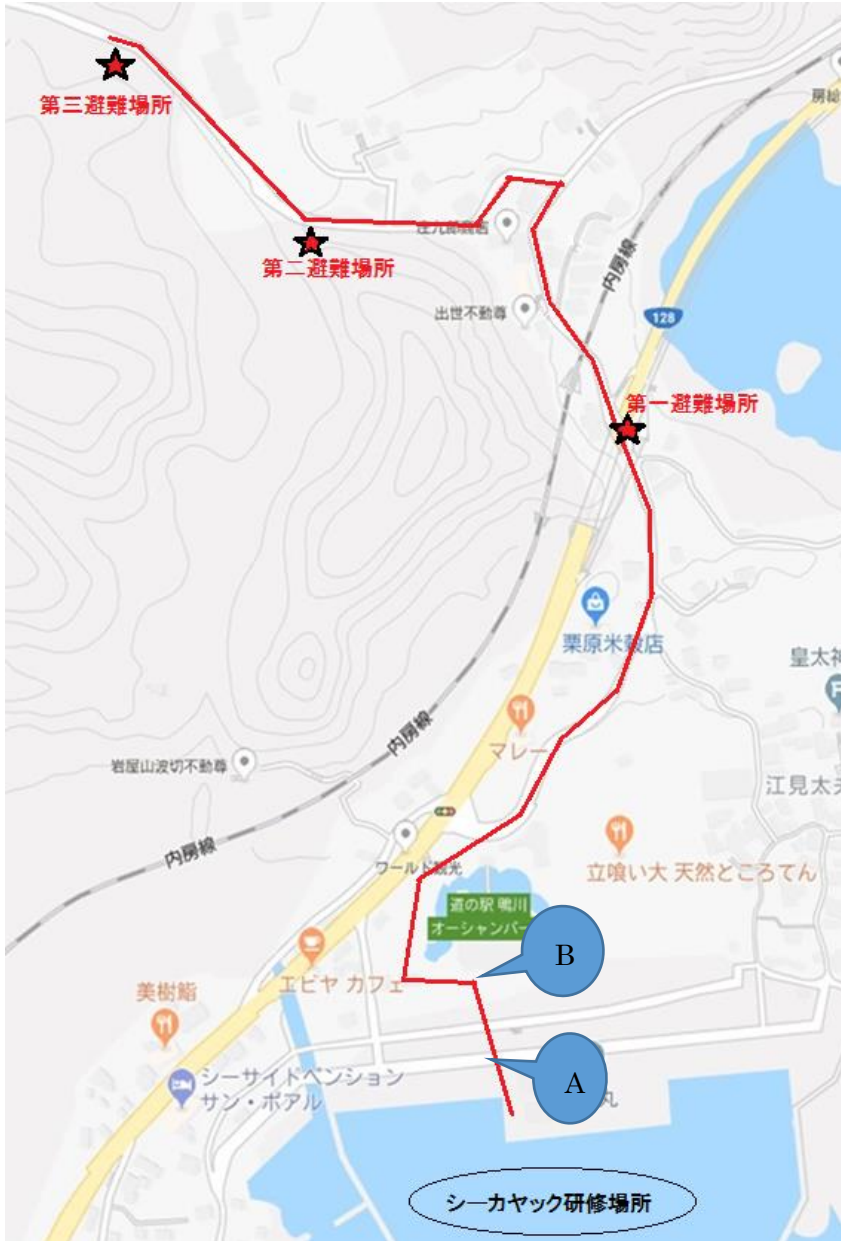 第三避難場所
房総
第二避難場所
内房線
出世不動尊
128
第一避難場所
栗原米穀店
皇太神
マレー
内房線
岩屋山波切不動尊
江見太夫
内房線
ワールド観光
立喰い大 天然ところてん
道の駅 鴨川
オーシャンパー
B
エビヤ カフェ
美樹鮨
シーサイドペンション
サン・ポアル
A
丸
シーカヤック研修場所